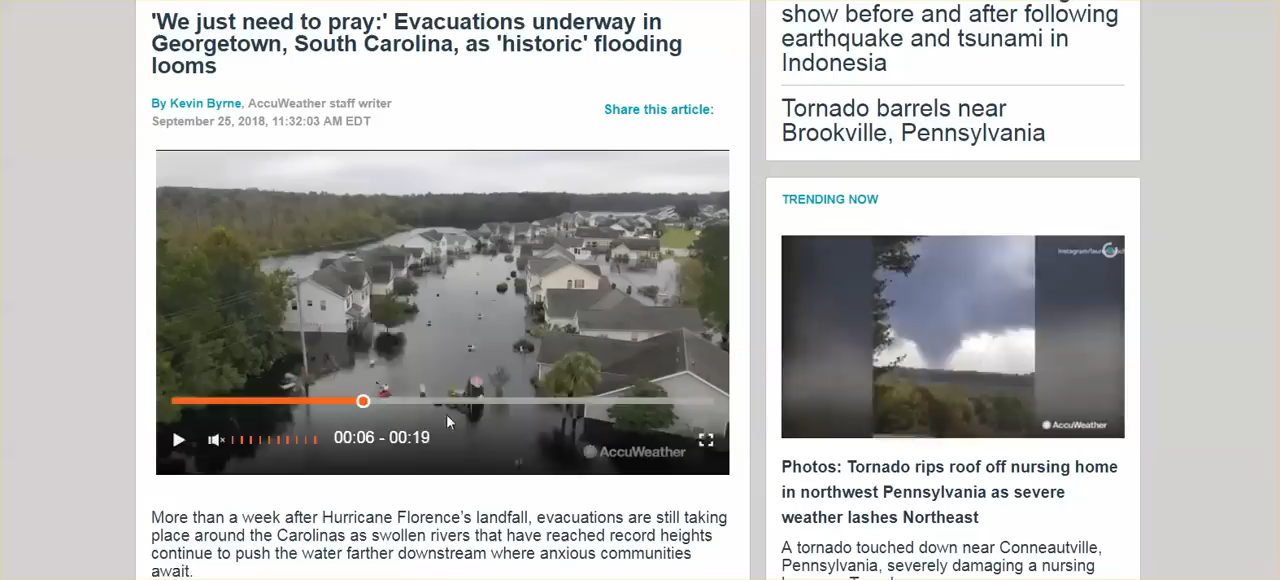 'We just need to pray:' Evacuations underway in
Georgetown, South Carolina, as 'historic' flooding
looms
By Kevin Byrne, AccuWeather staff writer
September 25, 2018, 11:32:03 AM EDT
Share this article:
00:06 - 00:19
AccuWeather
More than a week after Hurricane Florence's landfall, evacuations are still taking
place around the Carolinas as swollen rivers that have reached record heights
continue to push the water farther downstream where anxious communities
await.
show before and after following
earthquake and tsunami in
Indonesia
Tornado barrels near
Brookville, Pennsylvania
TRENDING NOW
AccuWeather
Photos: Tornado rips roof off nursing home
in northwest Pennsylvania as severe
weather lashes Northeast
A tornado touched down near Conneautville,
Pennsylvania, severely damaging a nursing